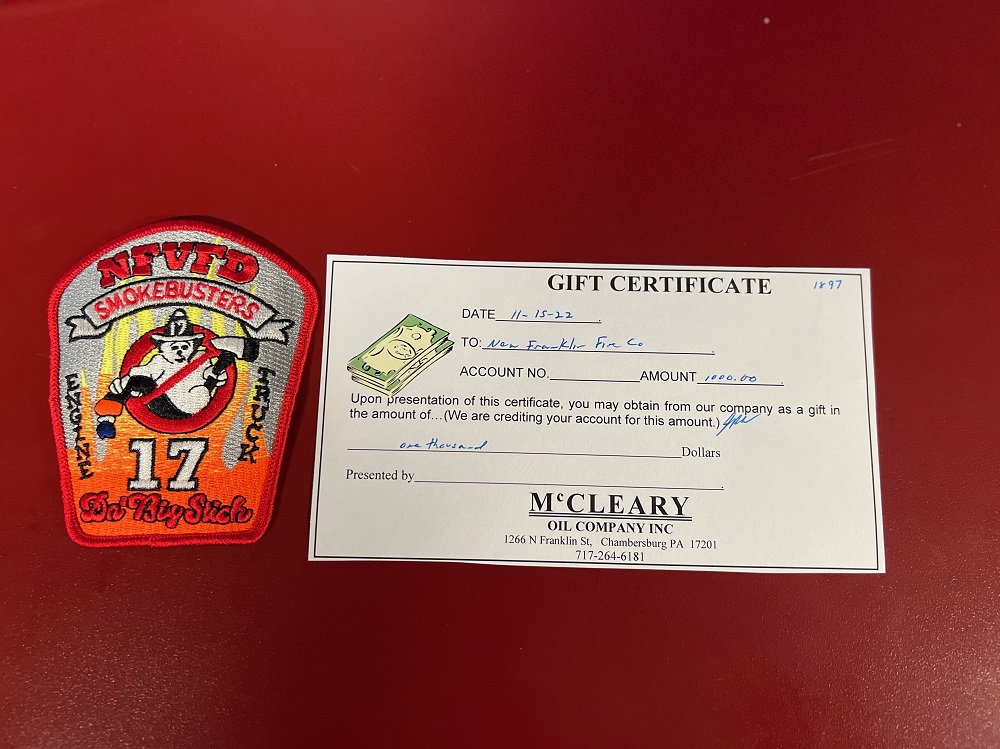 NFVFD
SMOKEBUSTERS
17
ENGINE
TRUCK
17
Da' Big Stick
GIFT CERTIFICATE 1897
DATE 11-15-22
TO: New Franklin Fire Co
ACCOUNT NO. AMOUNT 1000.00
Upon presentation of this certificate, you may obtain from our company as a gift in
the amount of...(We are crediting your account for this amount.)
one thousand Dollars
Presented by
McCLEARY
OIL COMPANY INC
1266 N Franklin St, Chambersburg PA 17201
717-264-6181